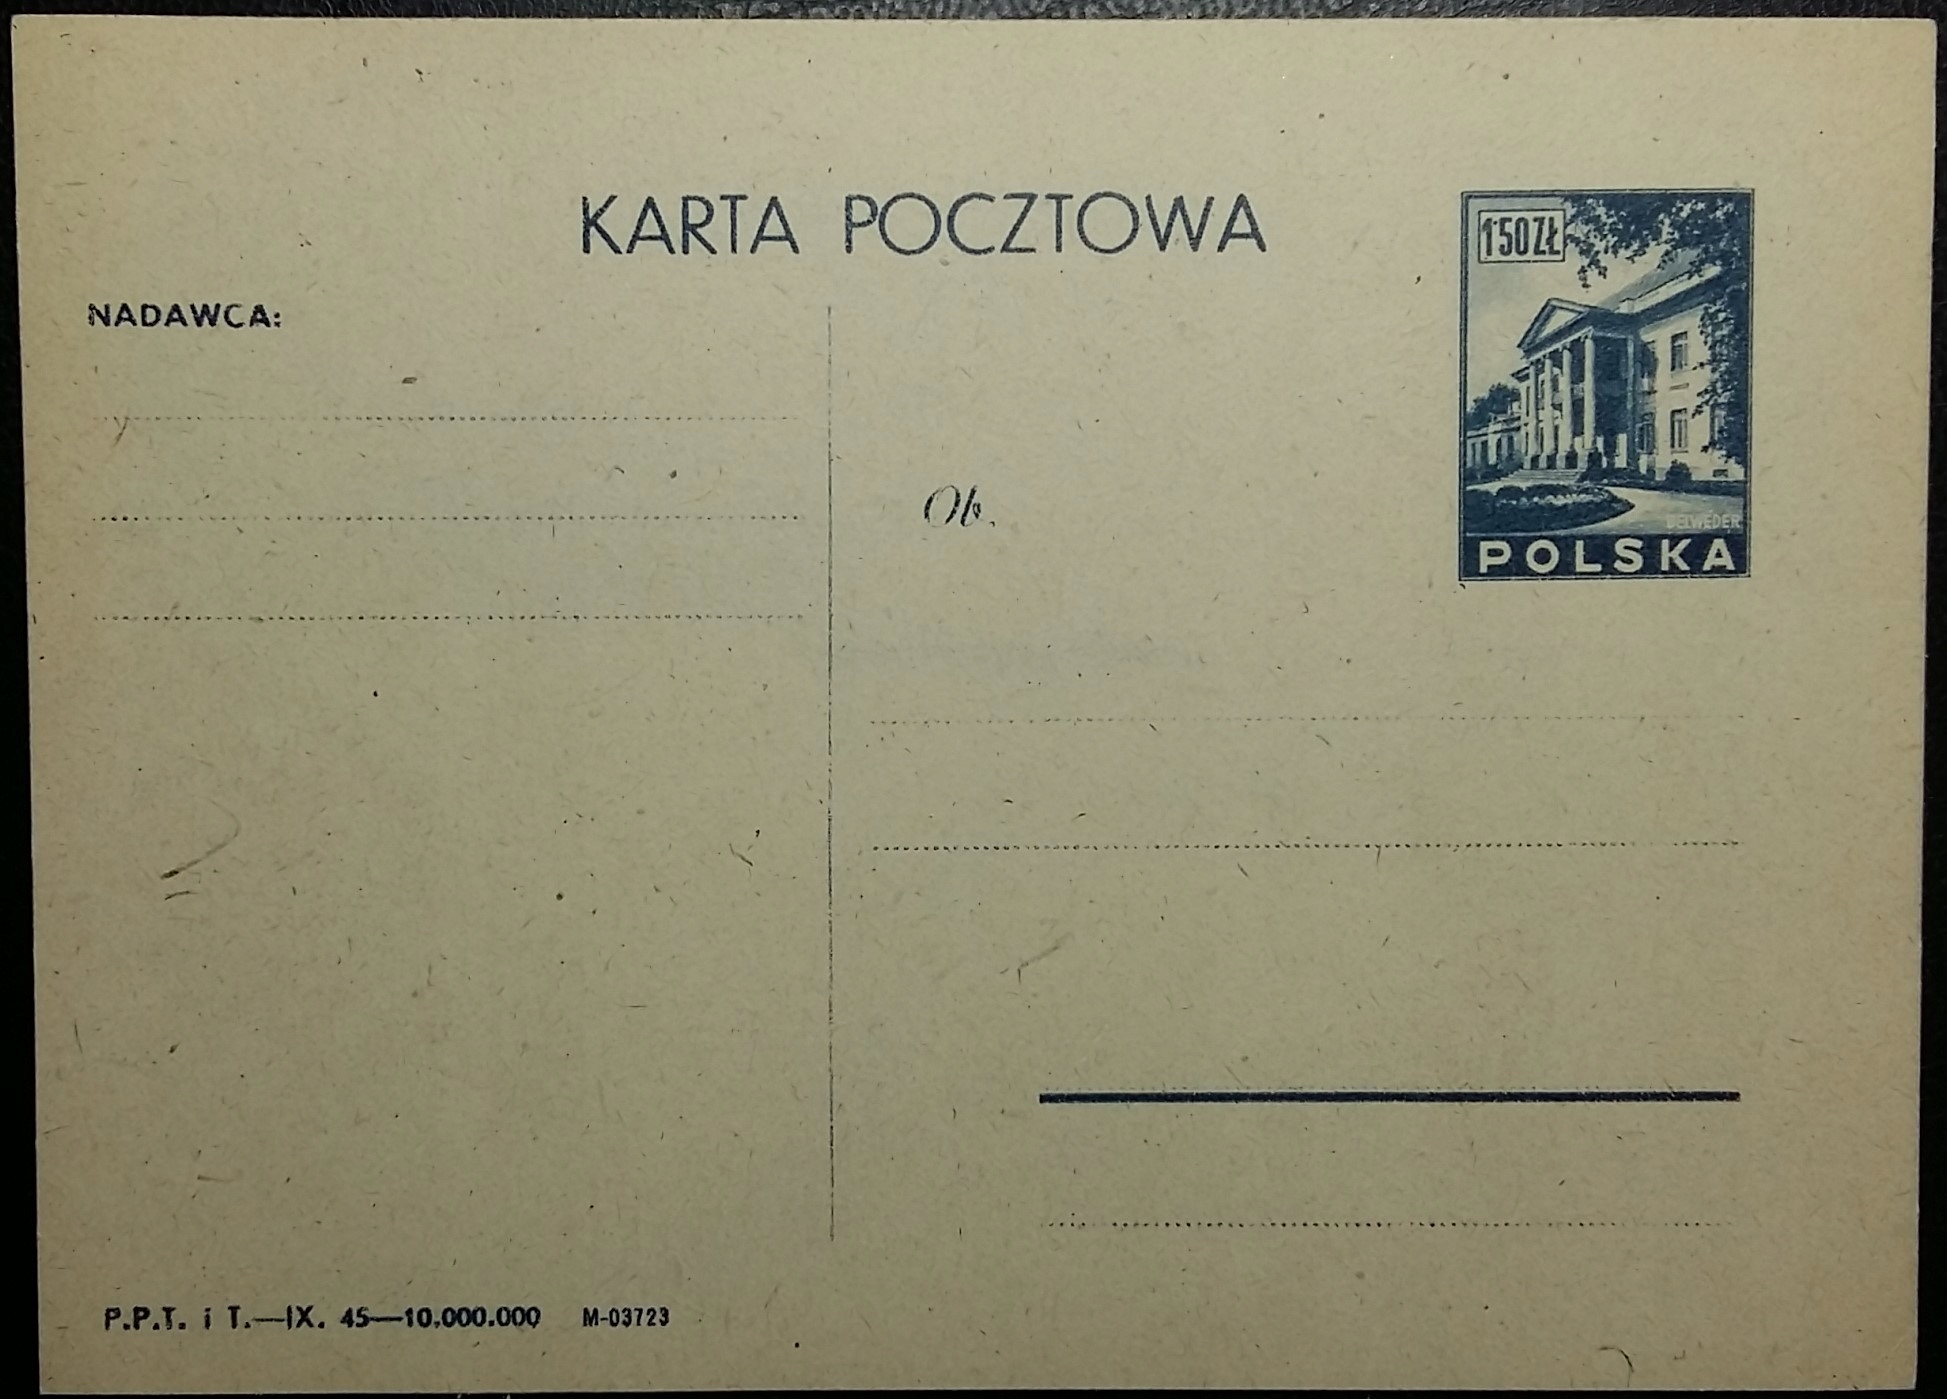 KARTA POCZTOWA
1'50 ZŁ
BELWEDER
POLSKA
NADAWCA:
Ob.
P.P.T. i T.—IX. 45—10.000.000 M-03723